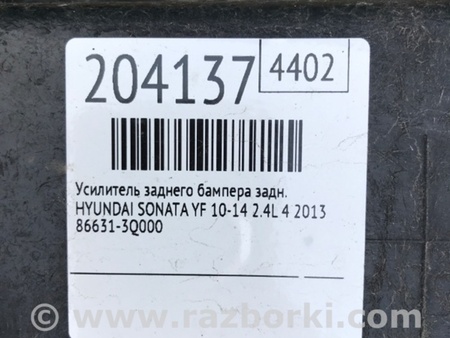 204137
4402
Усилитель заднего бампера задн.
HYUNDAI SONATA YF 10-14 2.4L 4 2013
86631-3Q000
© www.razborki.com